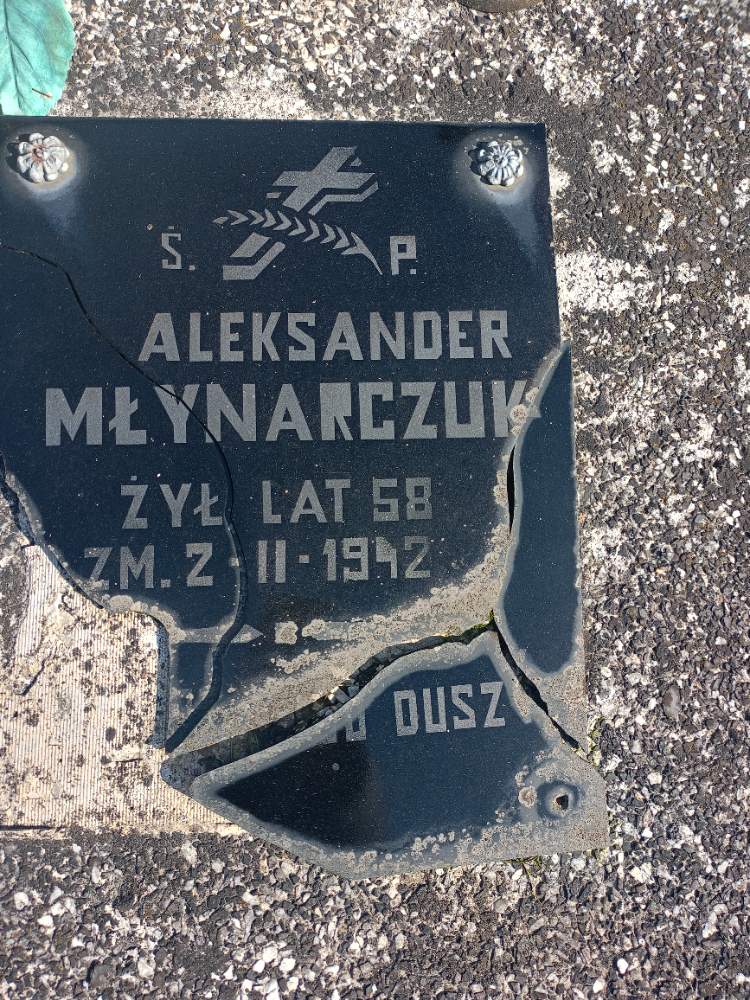 Ś. P.
ALEKSANDER
MŁYNARCZUK
ŻYŁ LAT 58
ZM. 2 II-1942
DUSZ